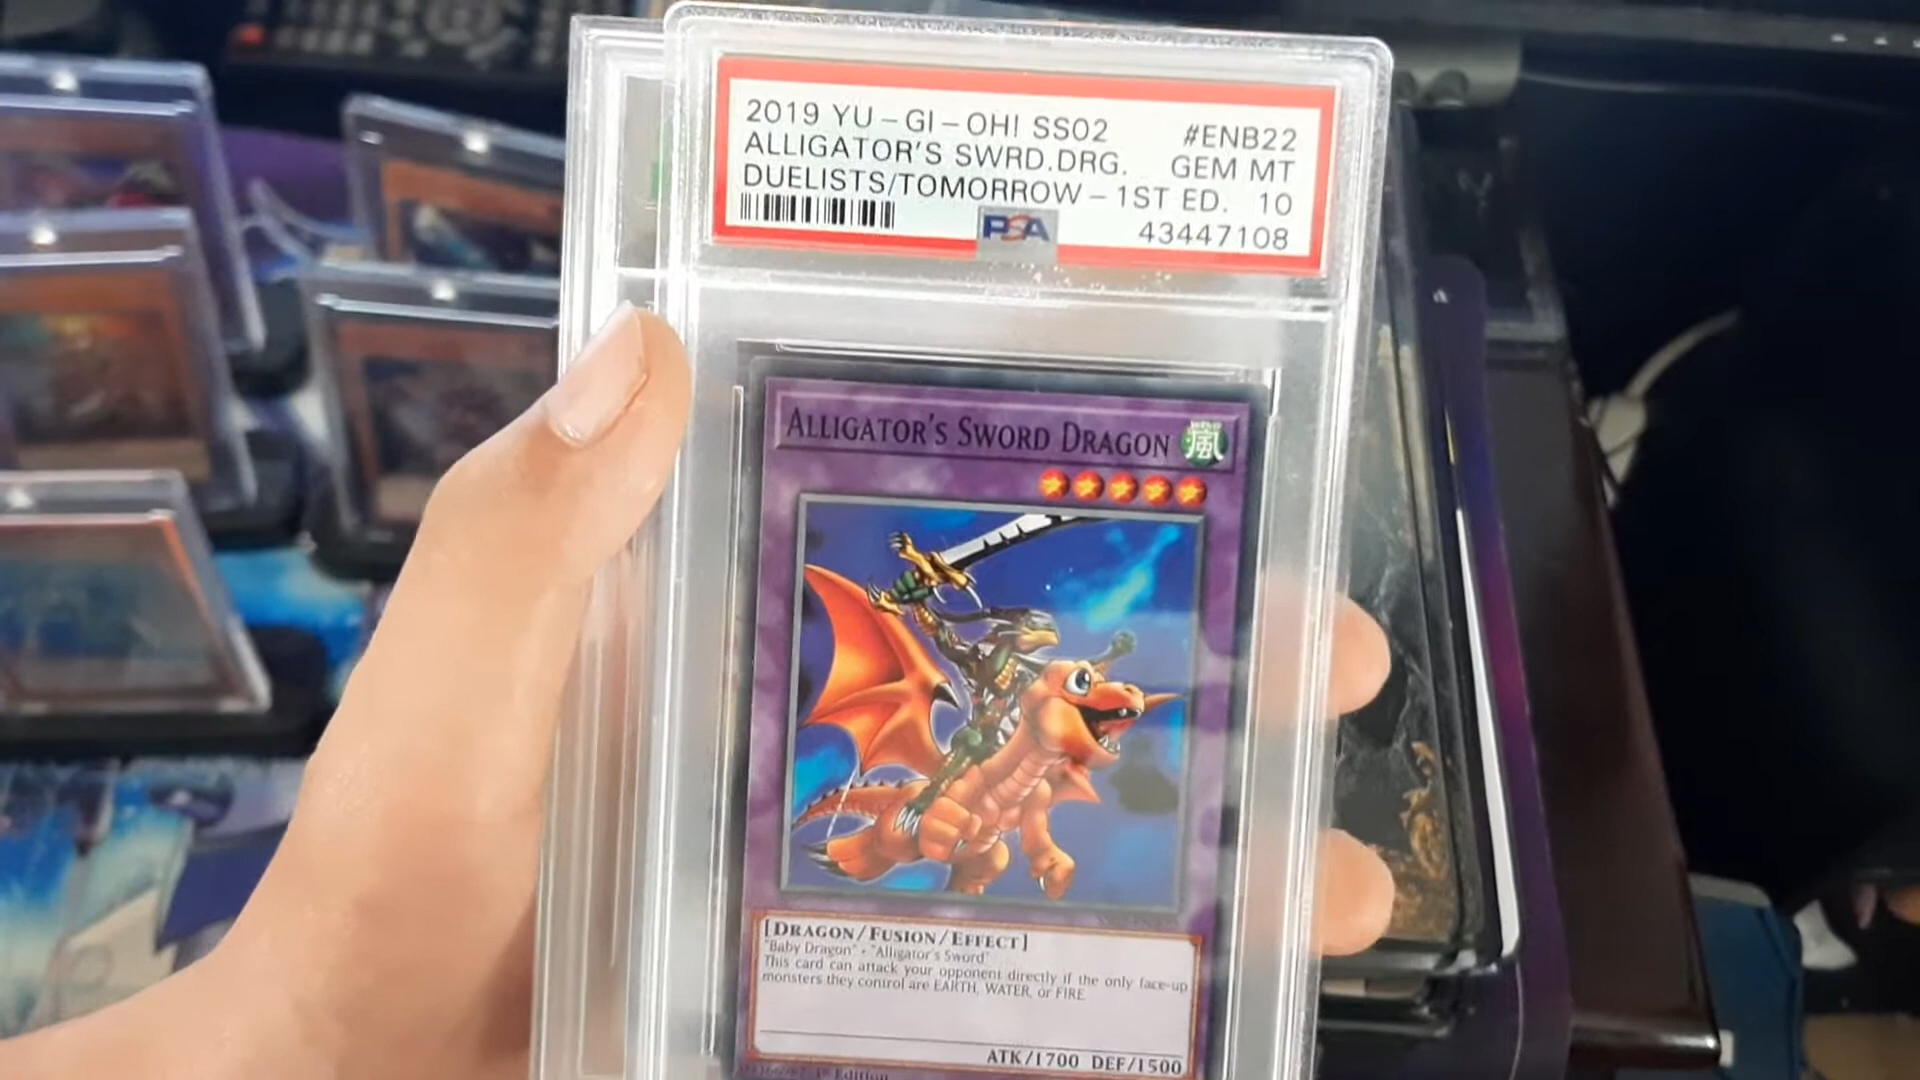 2019 YU-GI-OH! SS02 #ENB22
ALLIGATOR'S SWRD.DRG. GEM MT
DUELISTS/TOMORROW-1ST ED. 10
PSA 43447108
ALLIGATOR'S SWORD DRAGON
WIND
風
[DRAGON/FUSION/EFFECT]
"Baby Dragon" + "Alligator's Sword"
This card can attack your opponent directly if the only face-up
monsters they control are EARTH, WATER, or FIRE.
ATK/1700 DEF/1500
1st Edition